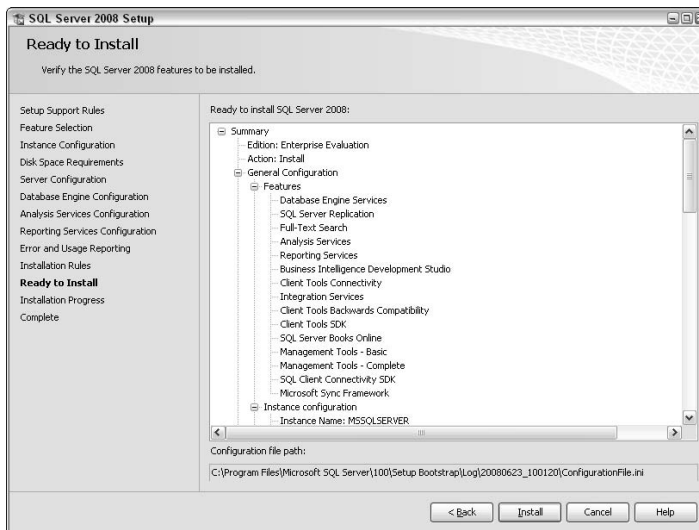 SQL Server 2008 Setup
Ready to Install
Verify the SQL Server 2008 features to be installed.
Setup Support Rules
Feature Selection
Instance Configuration
Disk Space Requirements
Server Configuration
Database Engine Configuration
Analysis Services Configuration
Reporting Services Configuration
Error and Usage Reporting
Installation Rules
Ready to Install
Installation Progress
Complete
Ready to install SQL Server 2008:
Summary
Edition: Enterprise Evaluation
Action: Install
General Configuration
Features
Database Engine Services
SQL Server Replication
Full-Text Search
Analysis Services
Reporting Services
Business Intelligence Development Studio
Client Tools Connectivity
Integration Services
Client Tools Backwards Compatibility
Client Tools SDK
SQL Server Books Online
Management Tools - Basic
Management Tools - Complete
SQL Client Connectivity SDK
Microsoft Sync Framework
Instance configuration
Instance Name: MSSQLSERVER
Configuration file path:
C:\Program Files\Microsoft SQL Server\100\Setup Bootstrap\Log\20080623_100120\ConfigurationFile.ini
< Back
Install
Cancel
Help